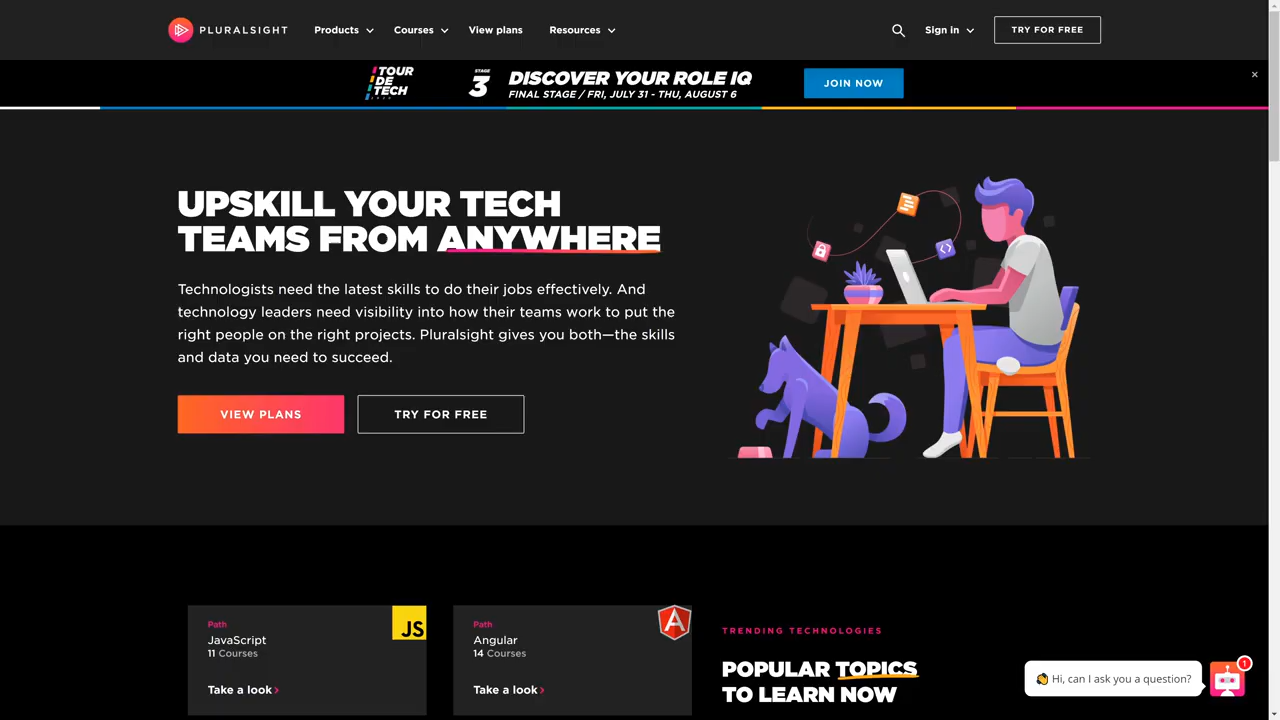 PLURALSIGHT
Products
Courses
View plans
Resources
Sign in
TRY FOR FREE
TOUR
DE
TECH
STAGE
3
DISCOVER YOUR ROLE IQ
FINAL STAGE / FRI, JULY 31 - THU, AUGUST 6
JOIN NOW
×
UPSKILL YOUR TECH
TEAMS FROM ANYWHERE
Technologists need the latest skills to do their jobs effectively. And
technology leaders need visibility into how their teams work to put the
right people on the right projects. Pluralsight gives you both—the skills
and data you need to succeed.
VIEW PLANS
TRY FOR FREE
Path
JavaScript
11 Courses
Take a look ›
JS
Path
Angular
14 Courses
Take a look ›
A
TRENDING TECHNOLOGIES
POPULAR TOPICS
TO LEARN NOW
👋 Hi, can I ask you a question?
1